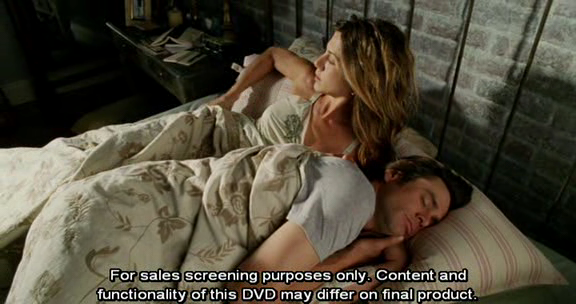 For sales screening purposes only. Content and
functionality of this DVD may differ on final product.